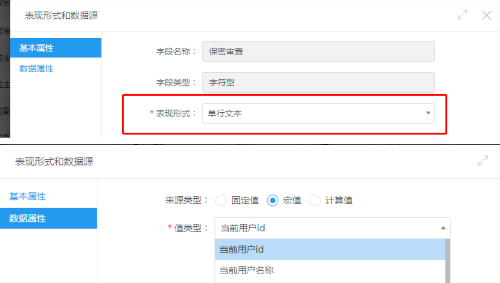 表现形式和数据源
基本属性
数据属性
字段名称：
保密审查
字段类型：
字符型
* 表现形式：
单行文本
表现形式和数据源
基本属性
数据属性
来源类型：
固定值
宏值
计算值
* 值类型：
当前用户id
当前用户id
当前用户名称